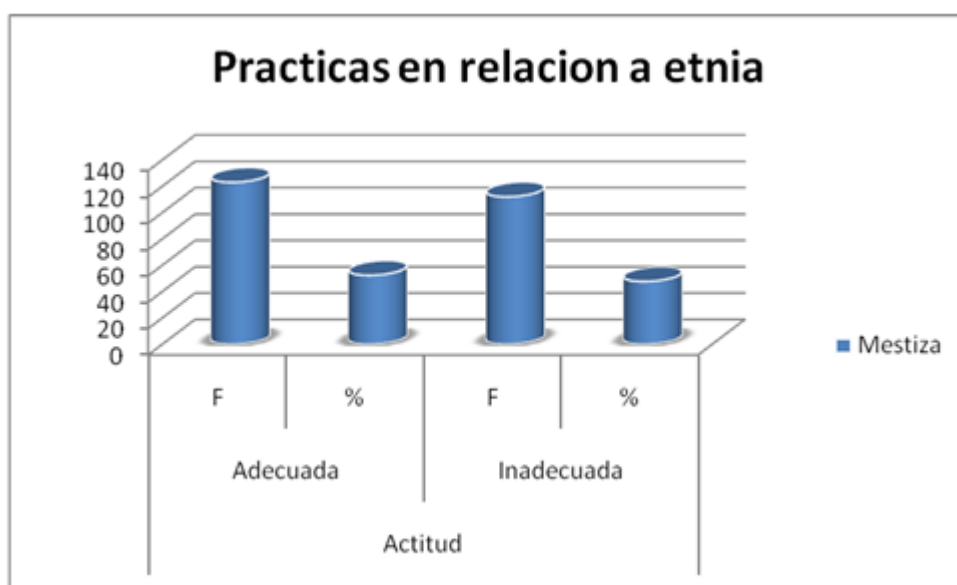 Practicas en relacion a etnia
140
120
100
80
60
40
20
0
F % F %
Adecuada Inadecuada
Actitud
Mestiza